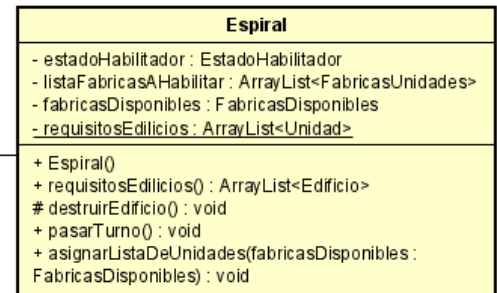 Espiral
- estadoHabilitador : EstadoHabilitador
- listaFabricasAHabilitar : ArrayList<FabricasUnidades>
- fabricasDisponibles : FabricasDisponibles
- requisitosEdilicios : ArrayList<Unidad>
+ Espiral()
+ requisitosEdilicios() : ArrayList<Edificio>
# destruirEdificio() : void
+ pasarTurno() : void
+ asignarListaDeUnidades(fabricasDisponibles :
FabricasDisponibles) : void